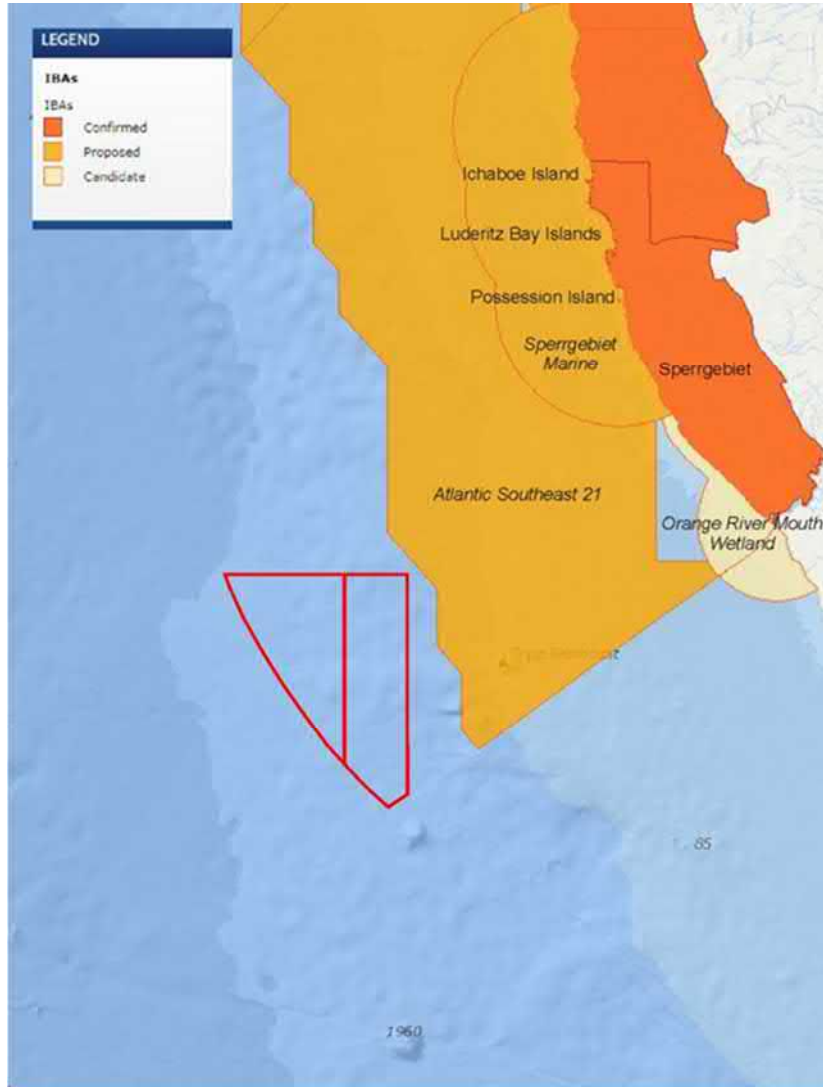 LEGEND
IBAs
IBAs
Confirmed
Proposed
Candidate
Ichaboe Island
Luderitz Bay Islands
Possession Island
Sperrgebiet
Marine
Sperrgebiet
Atlantic Southeast 21
Orange River Mouth
Wetland
85
1960